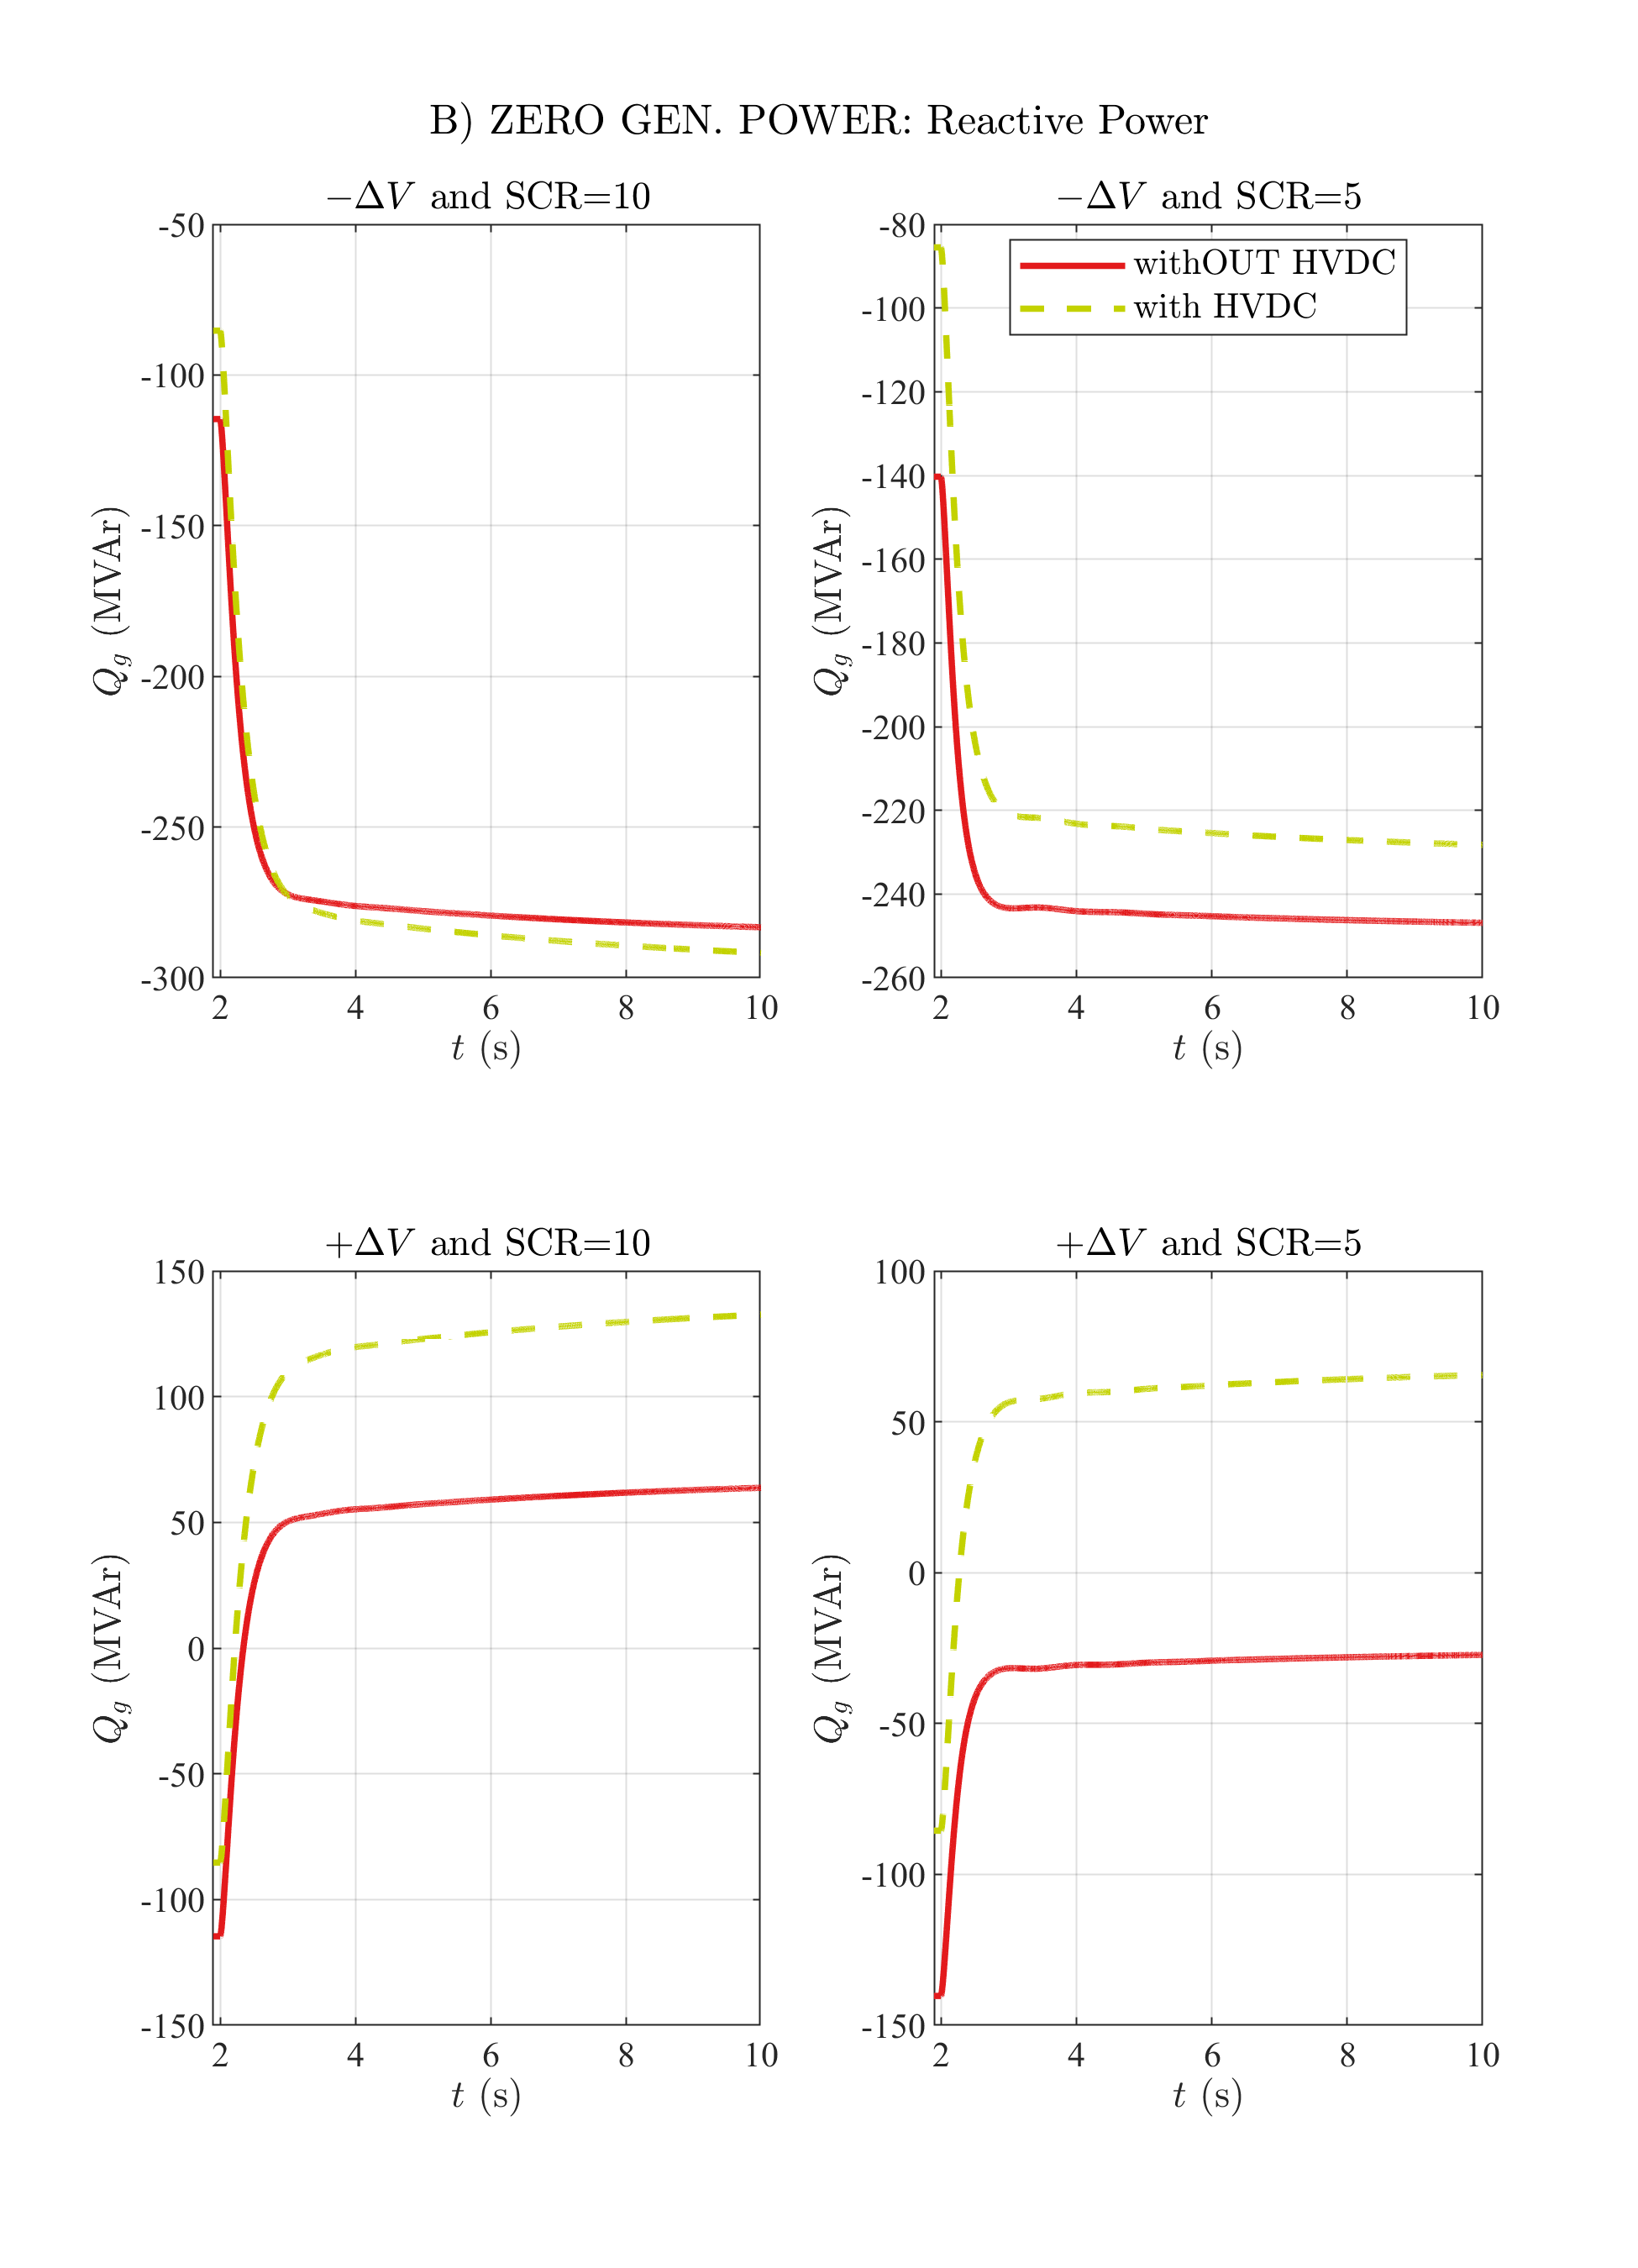 B) ZERO GEN. POWER: Reactive Power
−ΔV and SCR=10
-50
-100
-150
-200
-250
-300
Q_g (MVAr)
2 4 6 8 10
t (s)
−ΔV and SCR=5
-80
-100
-120
-140
-160
-180
-200
-220
-240
-260
Q_g (MVAr)
withOUT HVDC
with HVDC
2 4 6 8 10
t (s)
+ΔV and SCR=10
150
100
50
0
-50
-100
-150
Q_g (MVAr)
2 4 6 8 10
t (s)
+ΔV and SCR=5
100
50
0
-50
-100
-150
Q_g (MVAr)
2 4 6 8 10
t (s)